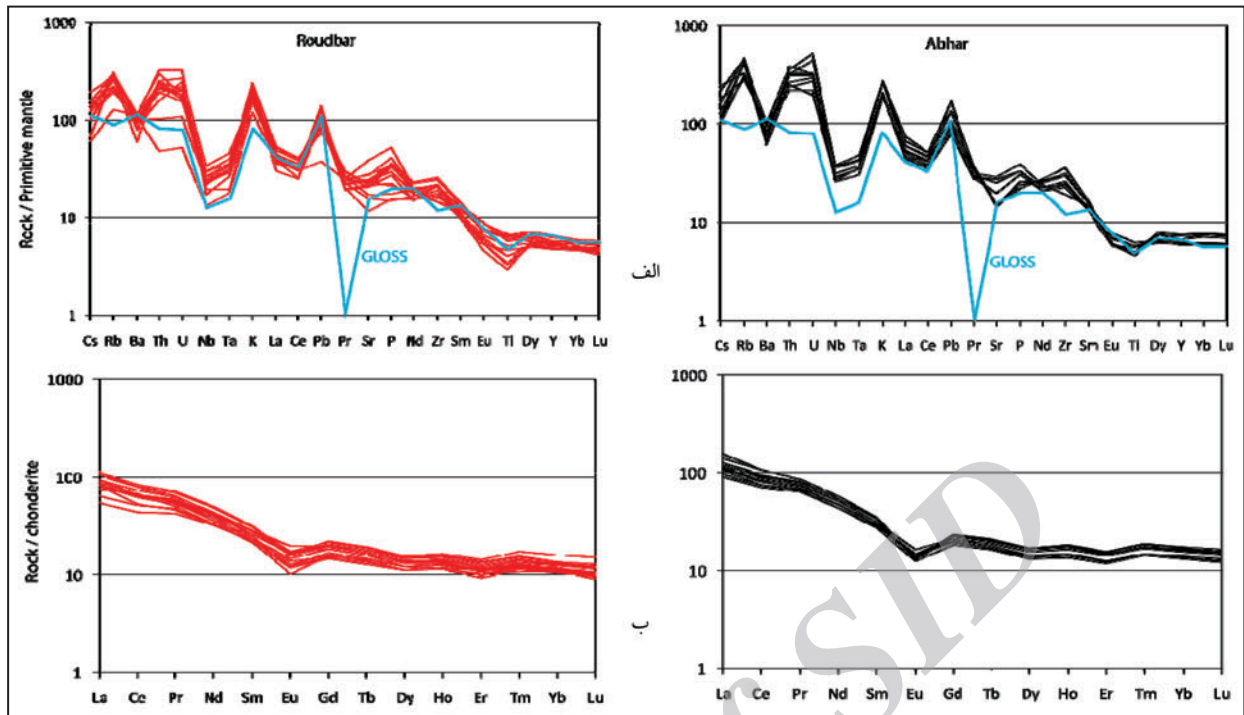 Roudbar
Rock / Primitive mantle
1000
100
10
1
GLOSS
Cs Rb Ba Th U Nb Ta K La Ce Pb Pr Sr P Nd Zr Sm Eu Ti Dy Y Yb Lu
Abhar
1000
100
10
1
GLOSS
Cs Rb Ba Th U Nb Ta K La Ce Pb Pr Sr P Nd Zr Sm Eu Ti Dy Y Yb Lu
الف
Rock / chonderite
1000
100
10
1
La Ce Pr Nd Sm Eu Gd Tb Dy Ho Er Tm Yb Lu
1000
100
10
1
La Ce Pr Nd Sm Eu Gd Tb Dy Ho Er Tm Yb Lu
ب
SID